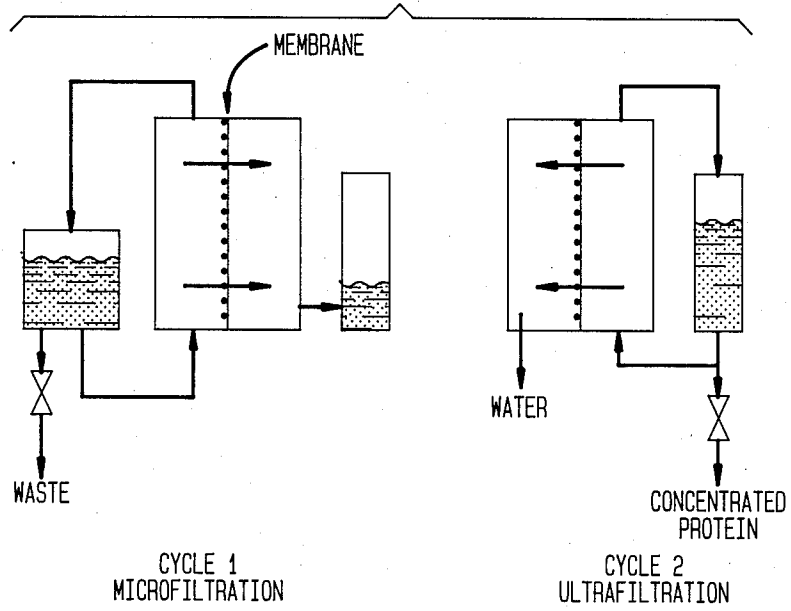 MEMBRANE
WASTE
WATER
CONCENTRATED
PROTEIN
CYCLE 1
MICROFILTRATION
CYCLE 2
ULTRAFILTRATION